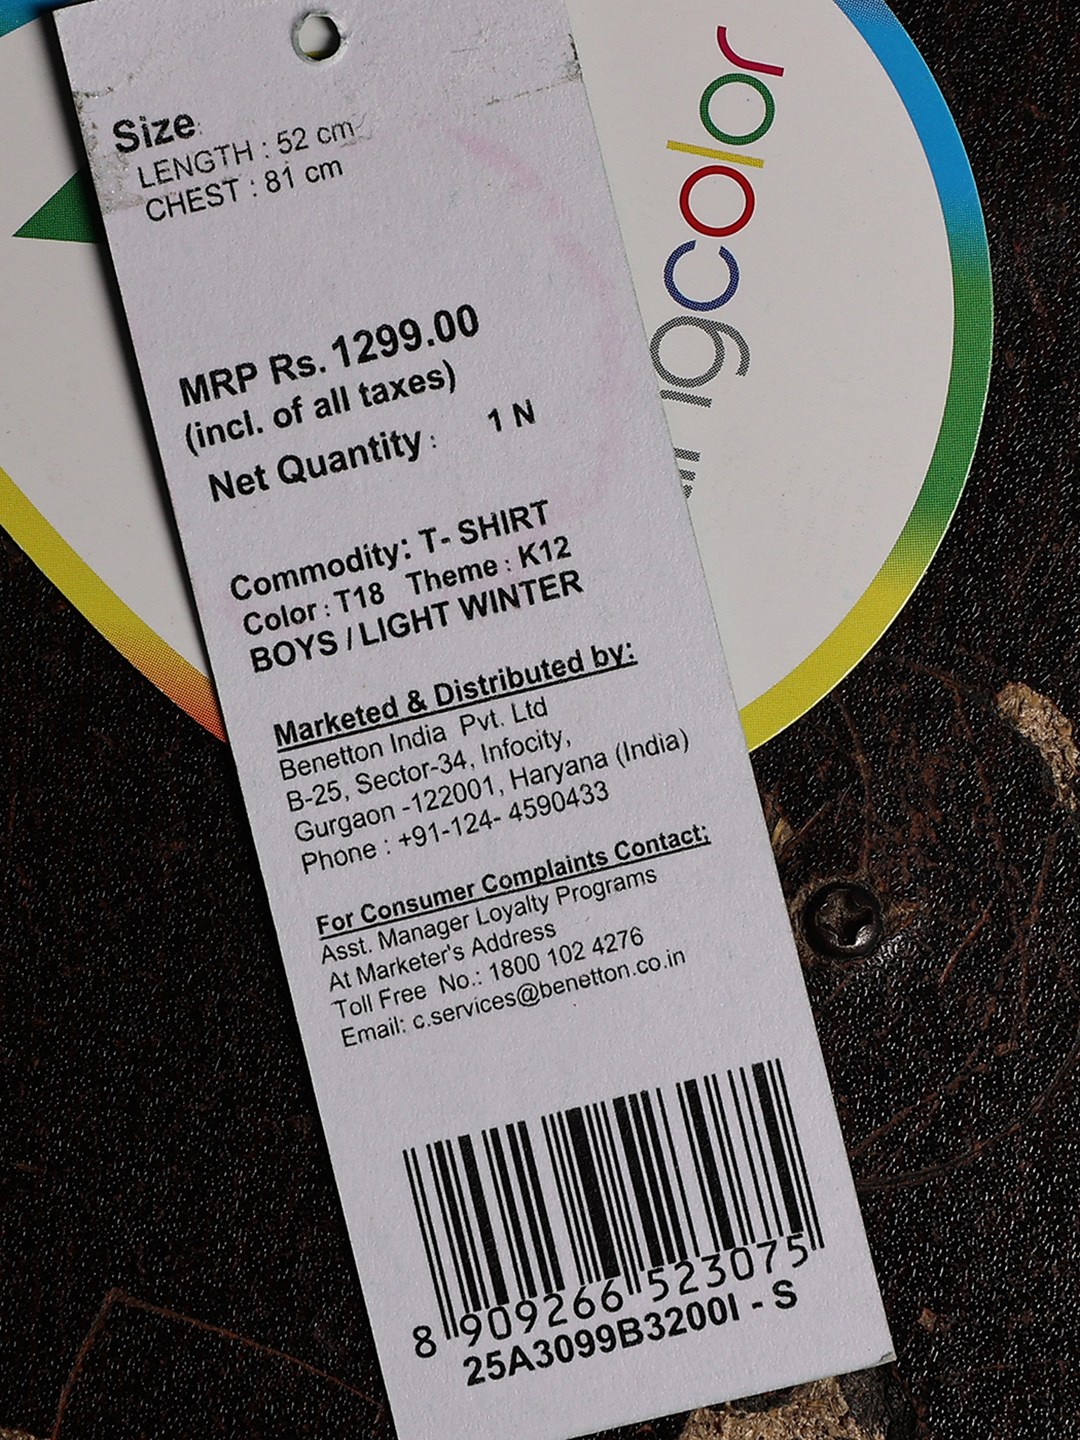 Size
LENGTH : 52 cm
CHEST : 81 cm
MRP Rs. 1299.00
(incl. of all taxes)
Net Quantity : 1 N
Commodity: T- SHIRT
Color : T18 Theme : K12
BOYS / LIGHT WINTER
Marketed & Distributed by:
Benetton India Pvt. Ltd
B-25, Sector-34, Infocity,
Gurgaon -122001, Haryana (India)
Phone : +91-124- 4590433
For Consumer Complaints Contact;
Asst. Manager Loyalty Programs
At Marketer's Address
Toll Free No.: 1800 102 4276
Email: c.services@benetton.co.in
8 909266 523075
25A3099B3200I - S
color